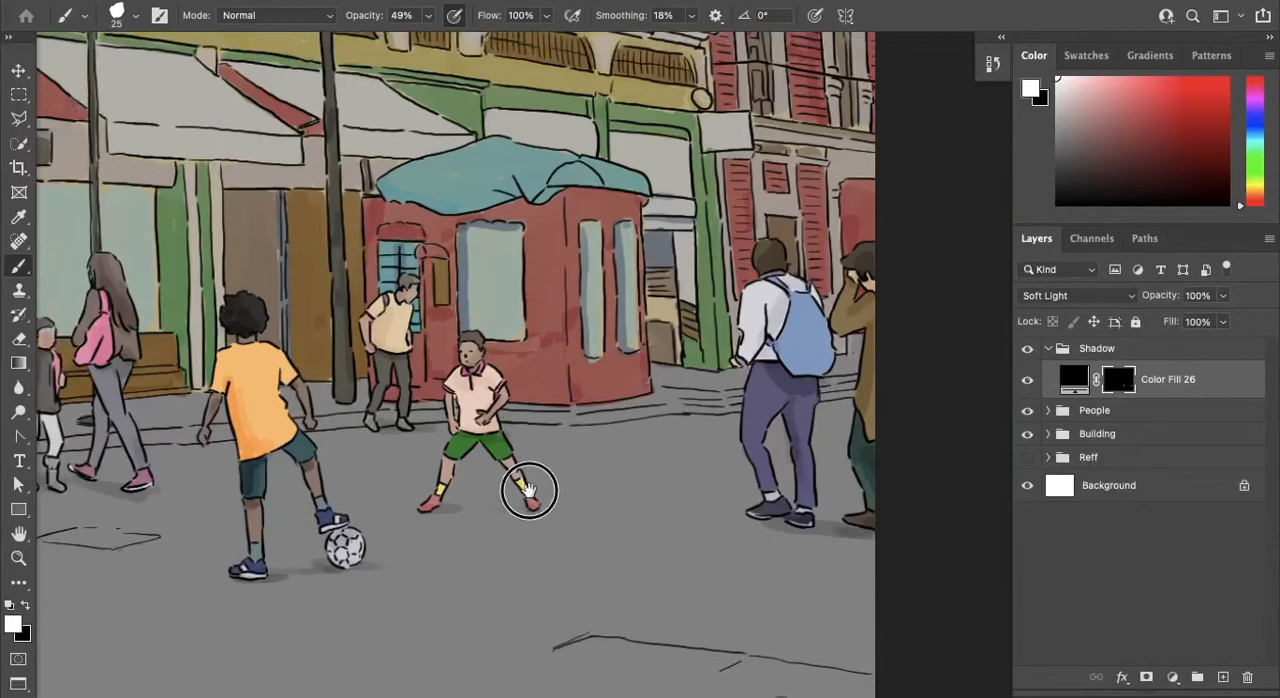 25 Mode: Normal Opacity: 49% Flow: 100% Smoothing: 18% 0°
Color Swatches Gradients Patterns
Layers Channels Paths
Kind
Soft Light Opacity: 100%
Lock: Fill: 100%
Shadow
Color Fill 26
People
Building
Reff
Background
fx